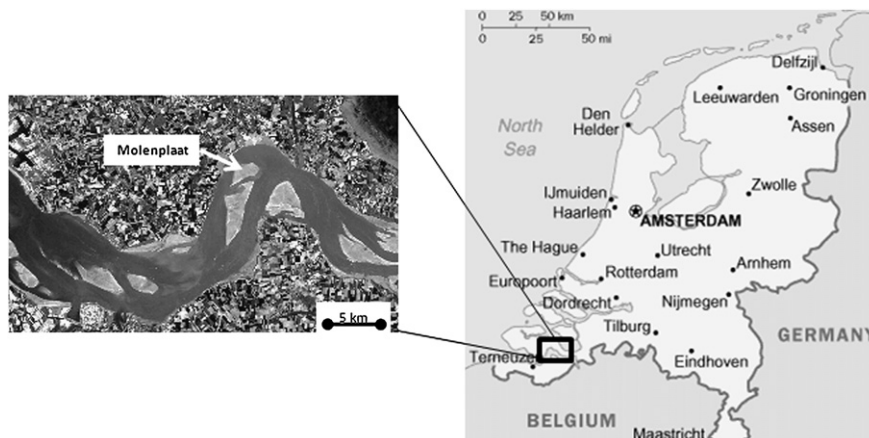 Molenplaat
5 km
0 25 50 km
0 25 50 mi
Delfzijl
Leeuwarden
Groningen
Assen
Den
Helder
North
Sea
Zwolle
IJmuiden
Haarlem
AMSTERDAM
The Hague
Utrecht
Arnhem
Europoort
Rotterdam
Dordrecht
Nijmegen
Tilburg
GERMANY
Terneuze
Eindhoven
BELGIUM
Maastricht